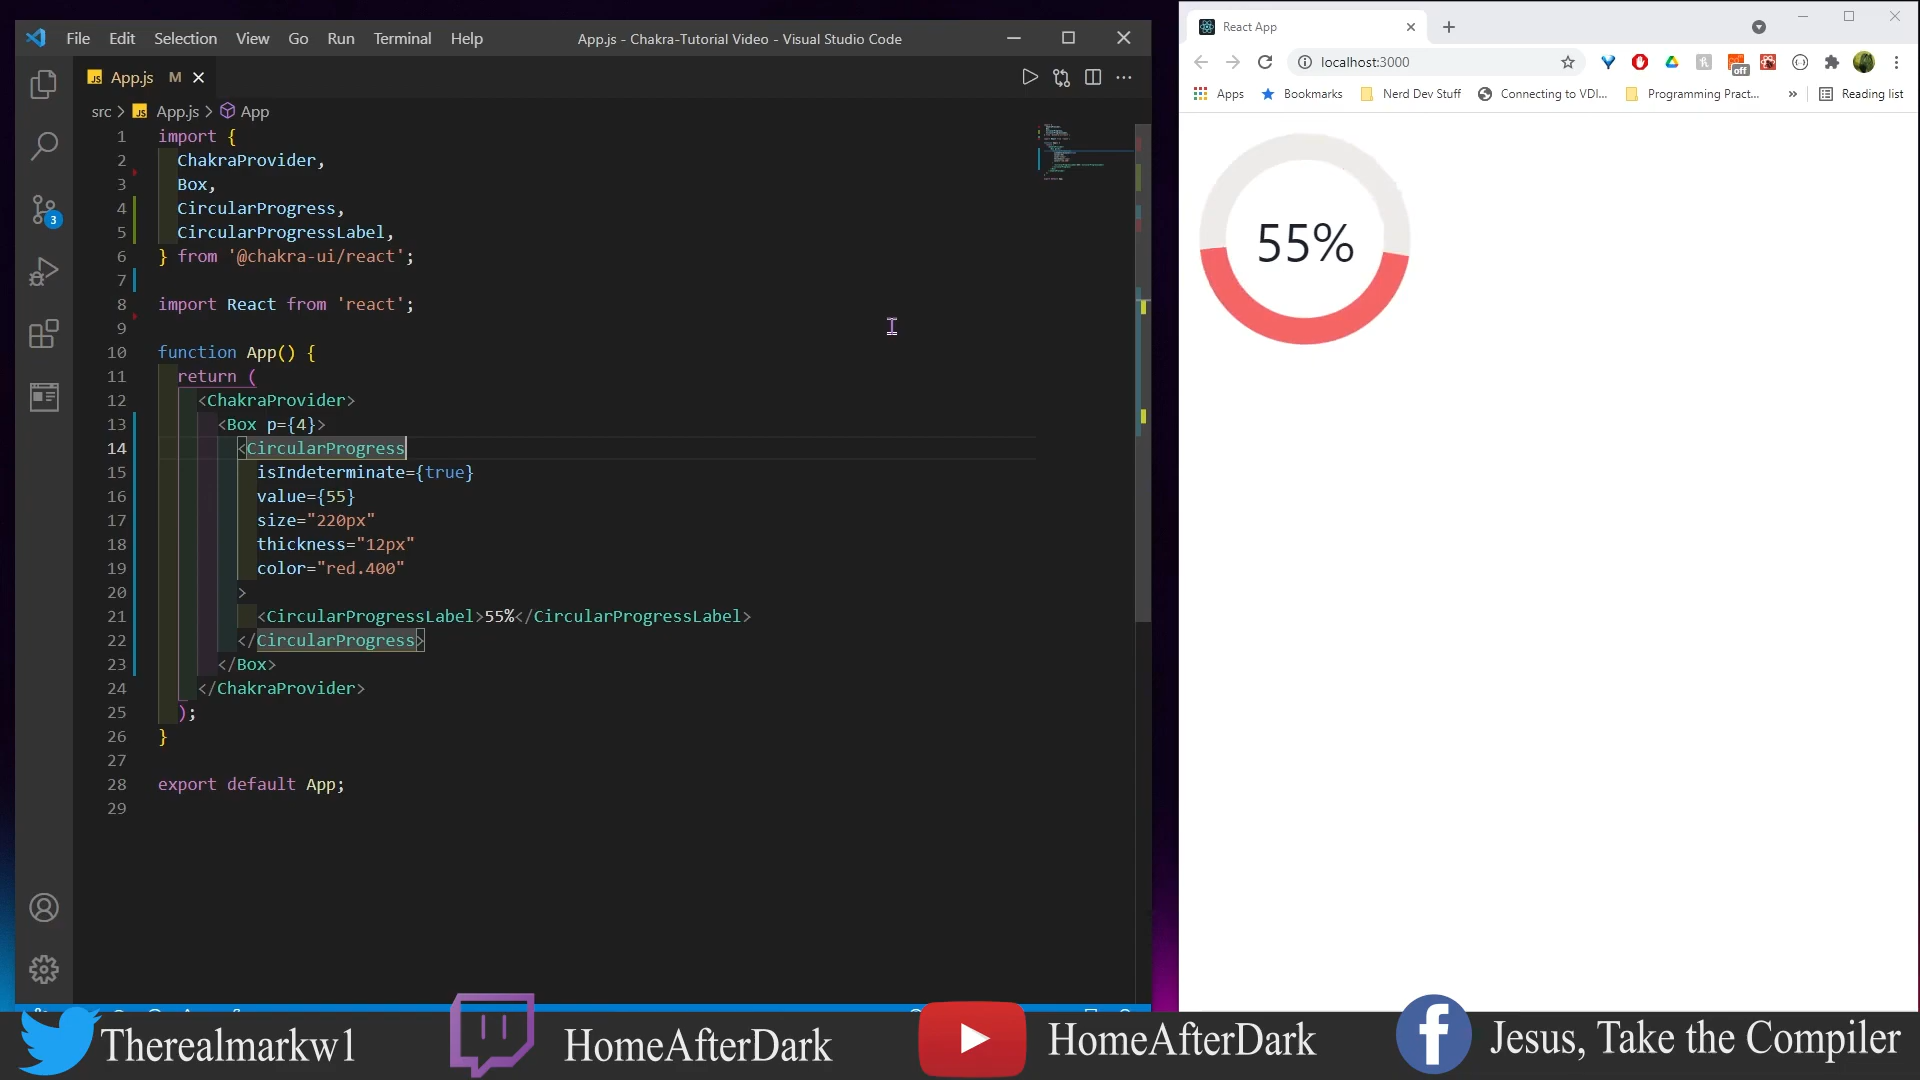 File Edit Selection View Go Run Terminal Help
App.js - Chakra-Tutorial Video - Visual Studio Code
App.js M
src > App.js > App
1 import {
2 ChakraProvider,
3 Box,
4 CircularProgress,
5 CircularProgressLabel,
6 } from '@chakra-ui/react';
7
8 import React from 'react';
9
10 function App() {
11 return (
12 <ChakraProvider>
13 <Box p={4}>
14 <CircularProgress
15 isIndeterminate={true}
16 value={55}
17 size="220px"
18 thickness="12px"
19 color="red.400"
20 >
21 <CircularProgressLabel>55%</CircularProgressLabel>
22 </CircularProgress>
23 </Box>
24 </ChakraProvider>
25 );
26 }
27
28 export default App;
29
3
React App
localhost:3000
off
Apps Bookmarks Nerd Dev Stuff Connecting to VDI... Programming Pract... » Reading list
55%
Therealmarkw1
HomeAfterDark
HomeAfterDark
Jesus, Take the Compiler